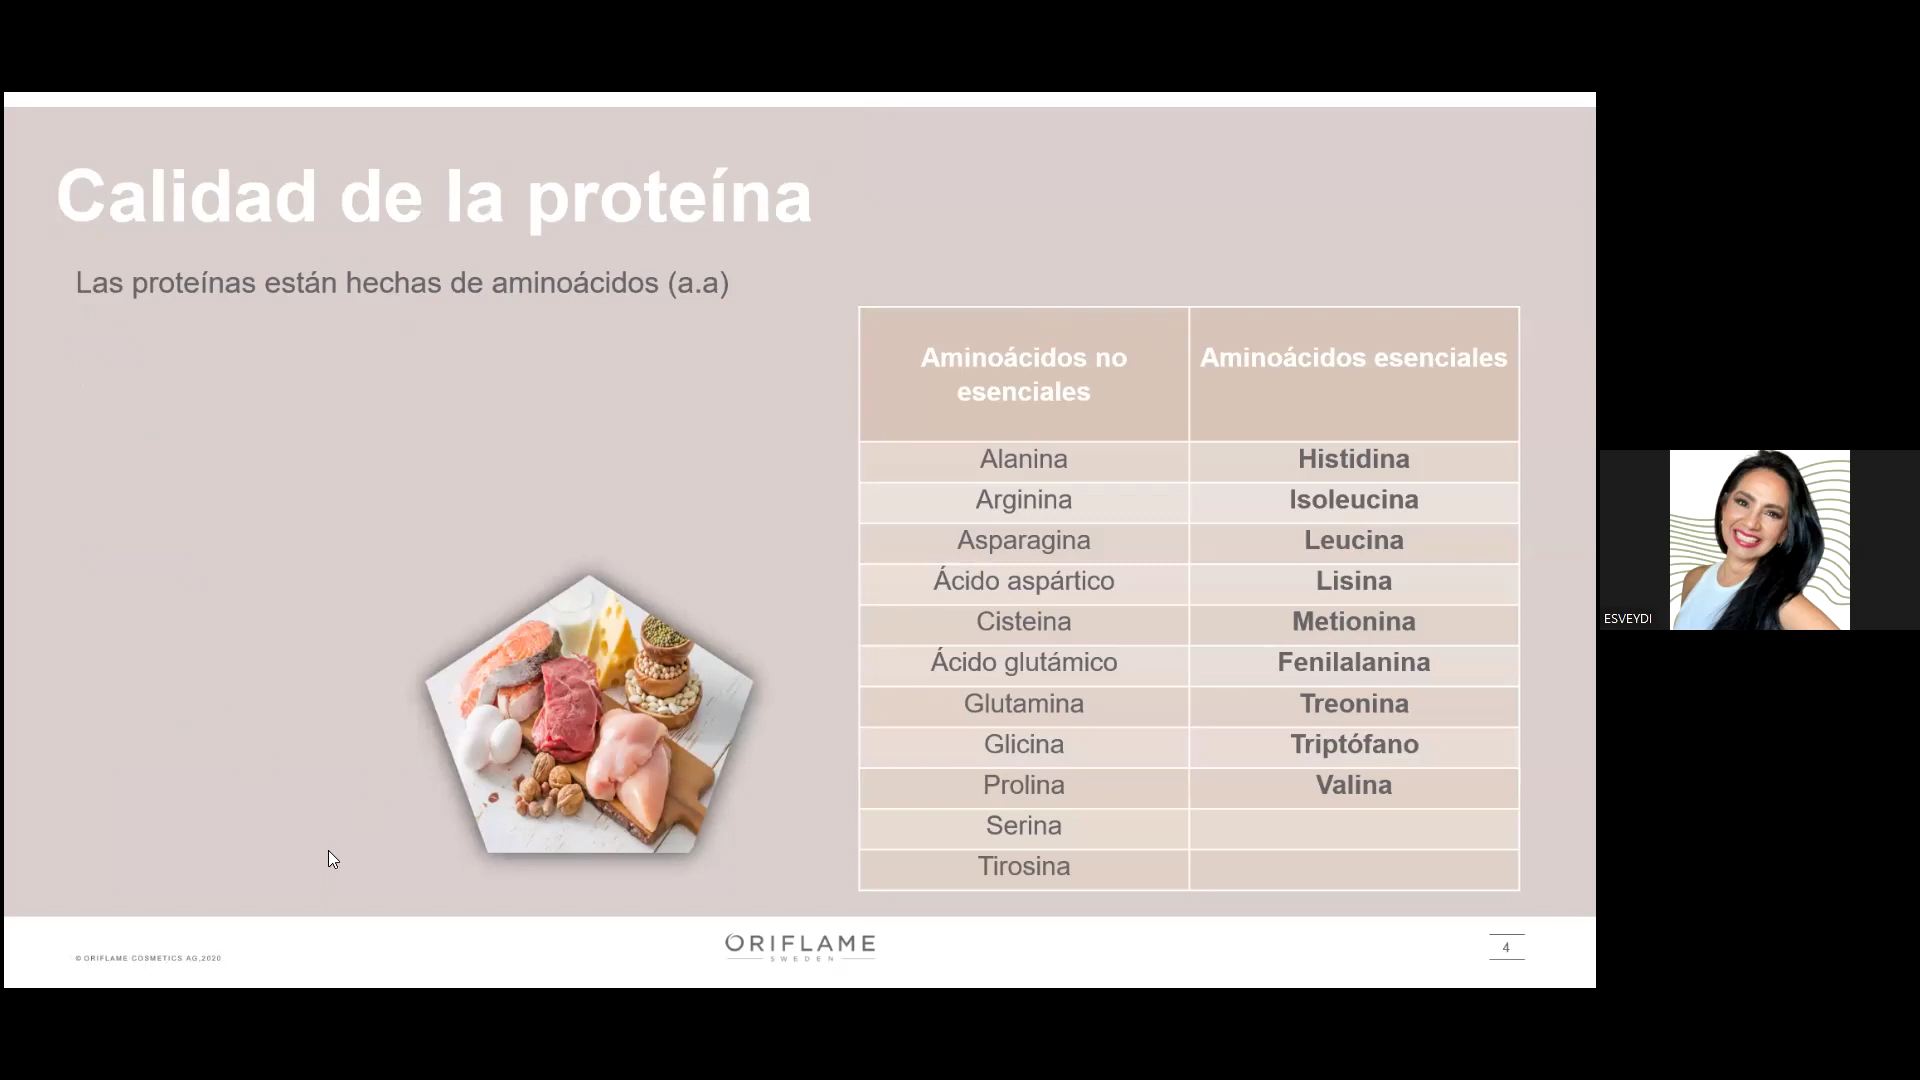 Calidad de la proteína
Las proteínas están hechas de aminoácidos (a.a)
Aminoácidos no
esenciales
Aminoácidos esenciales
Alanina
Histidina
Arginina
Isoleucina
Asparagina
Leucina
Ácido aspártico
Lisina
Cisteina
Metionina
Ácido glutámico
Fenilalanina
Glutamina
Treonina
Glicina
Triptófano
Prolina
Valina
Serina
Tirosina
ESVEYDI
© ORIFLAME COSMETICS AG,2020
ORIFLAME
SWEDEN
4